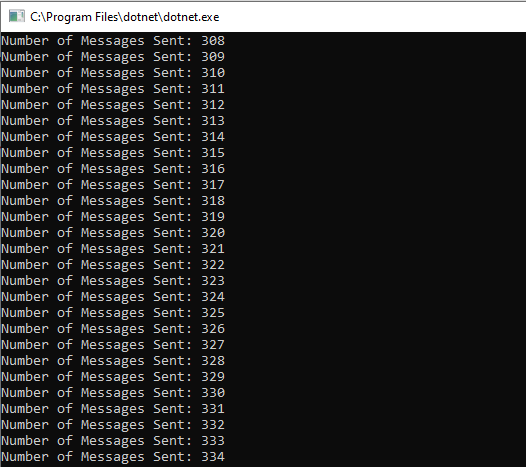 C:\Program Files\dotnet\dotnet.exe
Number of Messages Sent: 308
Number of Messages Sent: 309
Number of Messages Sent: 310
Number of Messages Sent: 311
Number of Messages Sent: 312
Number of Messages Sent: 313
Number of Messages Sent: 314
Number of Messages Sent: 315
Number of Messages Sent: 316
Number of Messages Sent: 317
Number of Messages Sent: 318
Number of Messages Sent: 319
Number of Messages Sent: 320
Number of Messages Sent: 321
Number of Messages Sent: 322
Number of Messages Sent: 323
Number of Messages Sent: 324
Number of Messages Sent: 325
Number of Messages Sent: 326
Number of Messages Sent: 327
Number of Messages Sent: 328
Number of Messages Sent: 329
Number of Messages Sent: 330
Number of Messages Sent: 331
Number of Messages Sent: 332
Number of Messages Sent: 333
Number of Messages Sent: 334